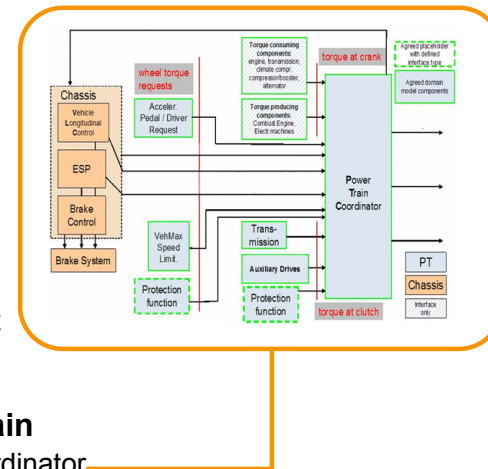 Chassis
Vehicle
Longitudinal
Control
ESP
Brake
Control
Brake System
wheel torque
requests
Acceler.
Pedal / Driver
Request
VehMax
Speed
Limit.
Protection
function
Torque consuming
components:
engine, transmission,
climate compr.
compressor/booster,
alternator
Torque producing
components:
Combust.Engine,
Electr.machines
Trans-
mission
Auxiliary Drives
Protection
function
torque at crank
torque at clutch
Power
Train
Coordinator
Agreed placeholder
with defined
interface type
Agreed domain
model components
PT
Chassis
Interface
only
ain
rdinator